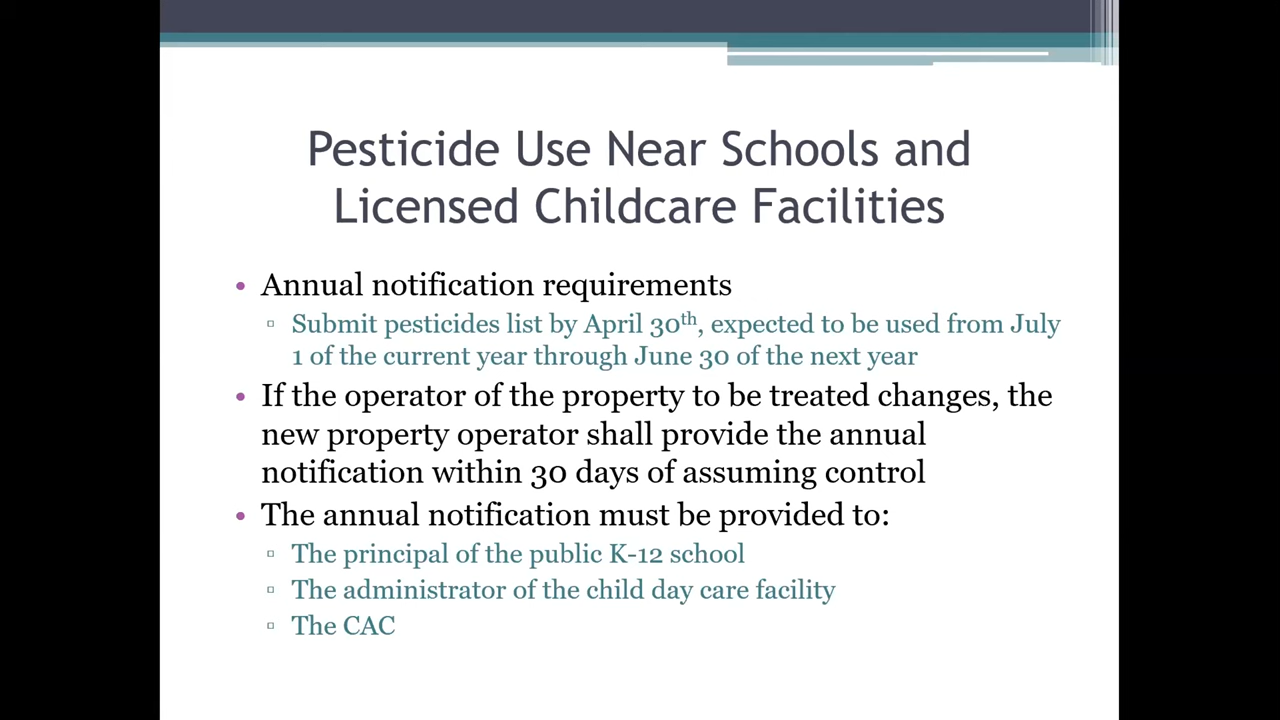 Pesticide Use Near Schools and
Licensed Childcare Facilities
• Annual notification requirements
▫ Submit pesticides list by April 30th, expected to be used from July
1 of the current year through June 30 of the next year
• If the operator of the property to be treated changes, the
new property operator shall provide the annual
notification within 30 days of assuming control
• The annual notification must be provided to:
▫ The principal of the public K-12 school
▫ The administrator of the child day care facility
▫ The CAC